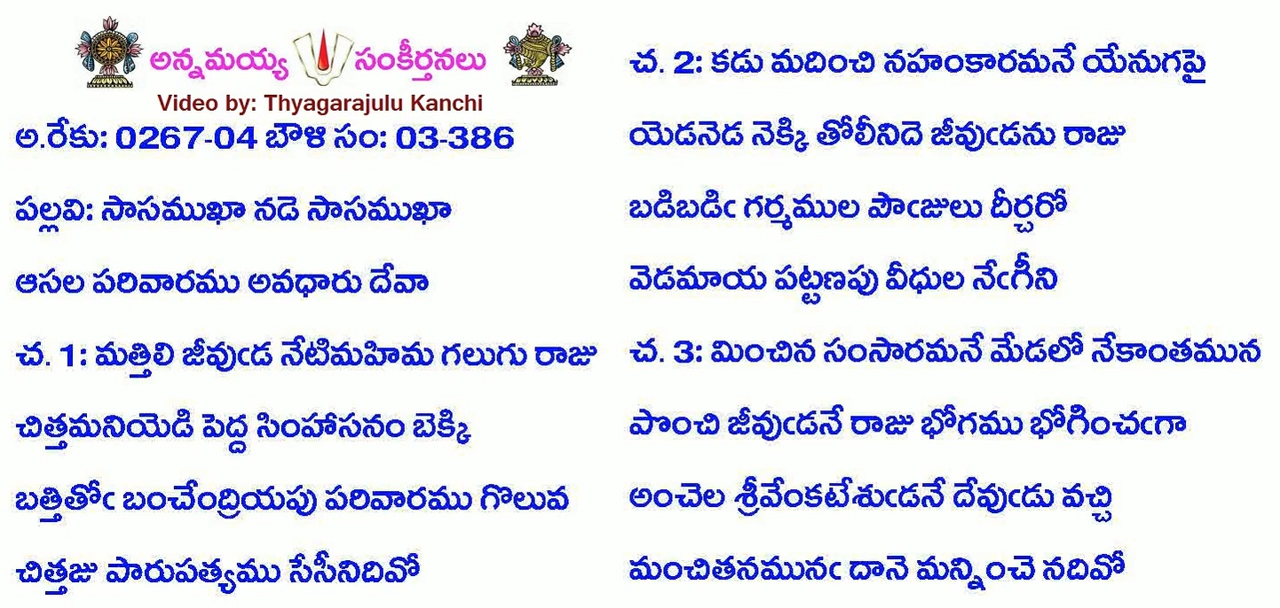 అన్నమయ్య సంకీర్తనలు
Video by: Thyagarajulu Kanchi
అ.రేకు: 0267-04 బౌళి సం: 03-386
పల్లవి: సాసముఖా నడె సాసముఖా
ఆసల పరివారము అవధారు దేవా
చ. 1: మత్తిలి జీవుఁడ నేటిమహిమ గలుగు రాజు
చిత్తమనియెడి పెద్ద సింహాసనం బెక్కి
బత్తితోఁ బంచేంద్రియపు పరివారము గొలువ
చిత్తజు పారుపత్యము సేసీనిదివో
చ. 2: కడు మదించి నహంకారమనే యేనుగపై
యెడనెడ నెక్కి తోలీనిదె జీవుఁడను రాజు
బడిబడిఁ గర్మముల పౌఁజులు దీర్చరో
వెడమాయ పట్టణపు వీధుల నేఁగీని
చ. 3: మించిన సంసారమనే మేడలో నేకాంతమున
పొంచి జీవుఁడనే రాజు భోగము భోగించఁగా
అంచెల శ్రీవేంకటేశుఁడనే దేవుఁడు వచ్చి
మంచితనమునఁ దానె మన్నించె నదివో